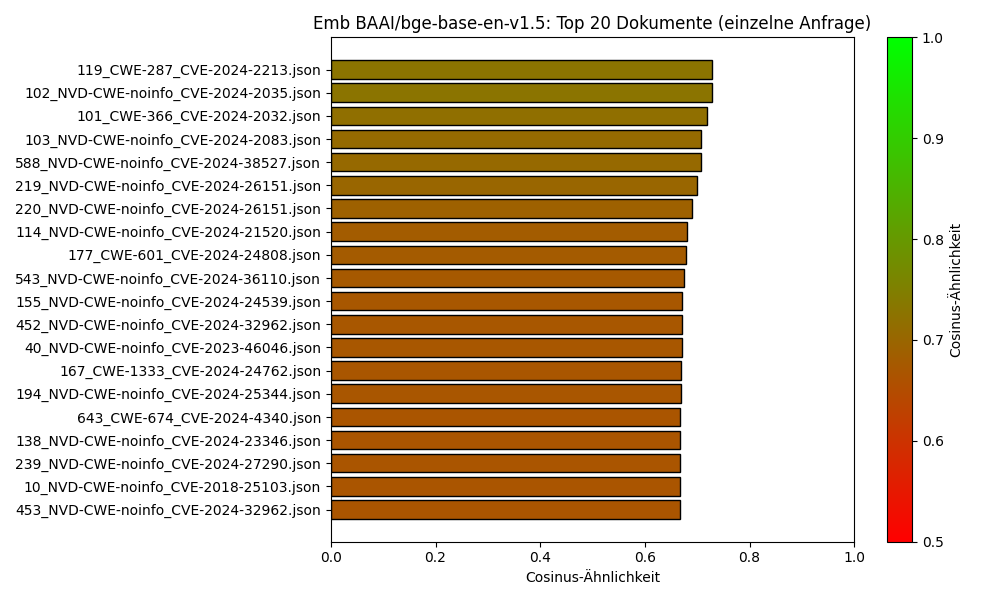 Emb BAAI/bge-base-en-v1.5: Top 20 Dokumente (einzelne Anfrage)
119_CWE-287_CVE-2024-2213.json
102_NVD-CWE-noinfo_CVE-2024-2035.json
101_CWE-366_CVE-2024-2032.json
103_NVD-CWE-noinfo_CVE-2024-2083.json
588_NVD-CWE-noinfo_CVE-2024-38527.json
219_NVD-CWE-noinfo_CVE-2024-26151.json
220_NVD-CWE-noinfo_CVE-2024-26151.json
114_NVD-CWE-noinfo_CVE-2024-21520.json
177_CWE-601_CVE-2024-24808.json
543_NVD-CWE-noinfo_CVE-2024-36110.json
155_NVD-CWE-noinfo_CVE-2024-24539.json
452_NVD-CWE-noinfo_CVE-2024-32962.json
40_NVD-CWE-noinfo_CVE-2023-46046.json
167_CWE-1333_CVE-2024-24762.json
194_NVD-CWE-noinfo_CVE-2024-25344.json
643_CWE-674_CVE-2024-4340.json
138_NVD-CWE-noinfo_CVE-2024-23346.json
239_NVD-CWE-noinfo_CVE-2024-27290.json
10_NVD-CWE-noinfo_CVE-2018-25103.json
453_NVD-CWE-noinfo_CVE-2024-32962.json
0.0 0.2 0.4 0.6 0.8 1.0
Cosinus-Ähnlichkeit
1.0
0.9
0.8
0.7
0.6
0.5
Cosinus-Ähnlichkeit